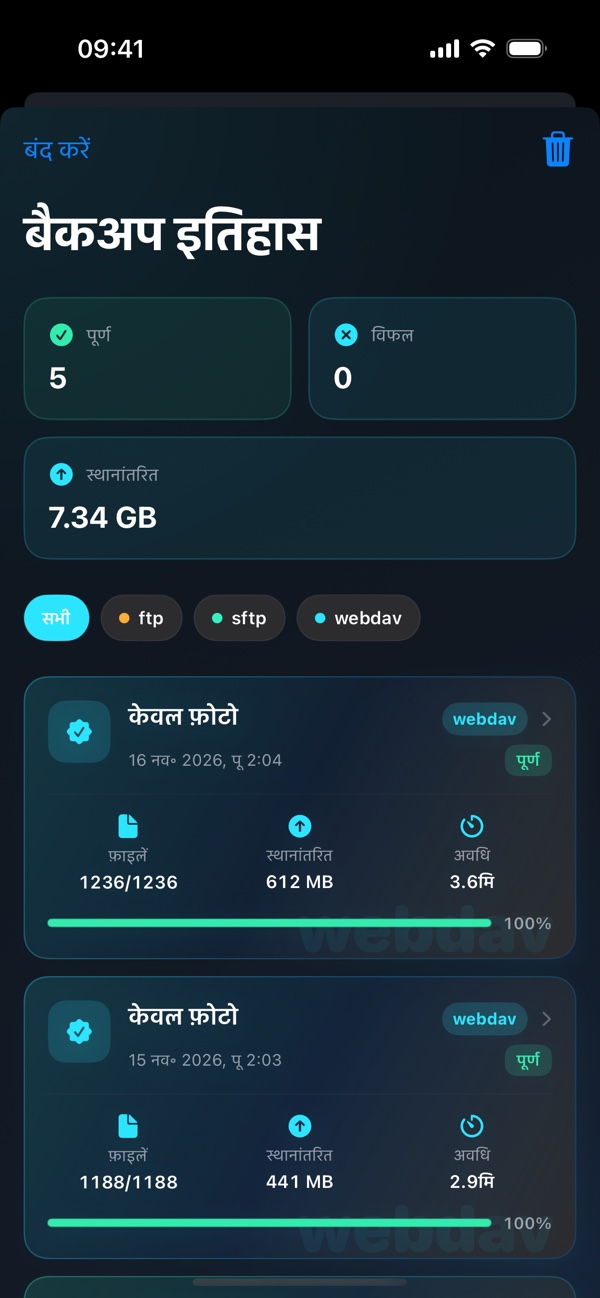 09:41
बंद करें
बैकअप इतिहास
पूर्ण
5
विफल
0
स्थानांतरित
7.34 GB
सभी
ftp
sftp
webdav
केवल फ़ोटो
webdav
16 नव॰ 2026, पू 2:04
पूर्ण
फ़ाइलें
स्थानांतरित
अवधि
1236/1236
612 MB
3.6मि
100%
webdav
केवल फ़ोटो
webdav
15 नव॰ 2026, पू 2:03
पूर्ण
फ़ाइलें
स्थानांतरित
अवधि
1188/1188
441 MB
2.9मि
100%
webdav